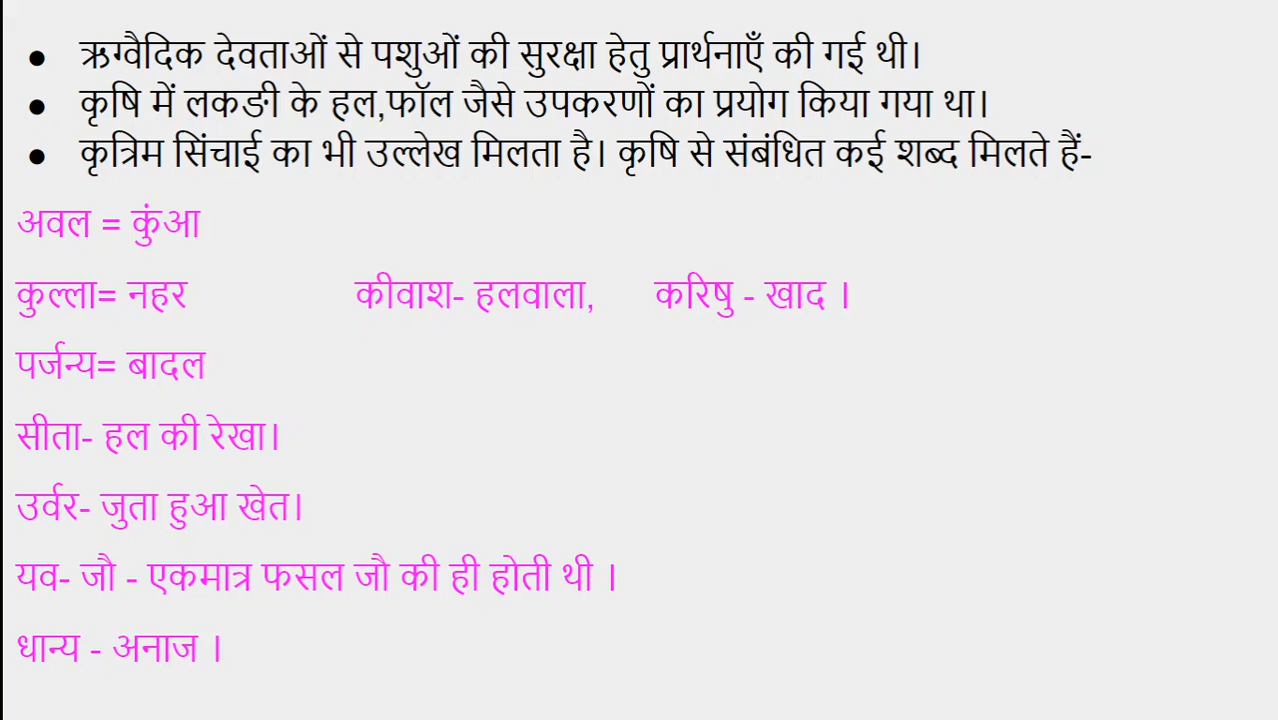 ● ऋग्वैदिक देवताओं से पशुओं की सुरक्षा हेतु प्रार्थनाएँ की गई थी।
● कृषि में लकङी के हल,फॉल जैसे उपकरणों का प्रयोग किया गया था।
● कृत्रिम सिंचाई का भी उल्लेख मिलता है। कृषि से संबंधित कई शब्द मिलते हैं-
अवल = कुंआ
कुल्ला= नहर कीवाश- हलवाला, करिषु - खाद ।
पर्जन्य= बादल
सीता- हल की रेखा।
उर्वर- जुता हुआ खेत।
यव- जौ - एकमात्र फसल जौ की ही होती थी ।
धान्य - अनाज ।